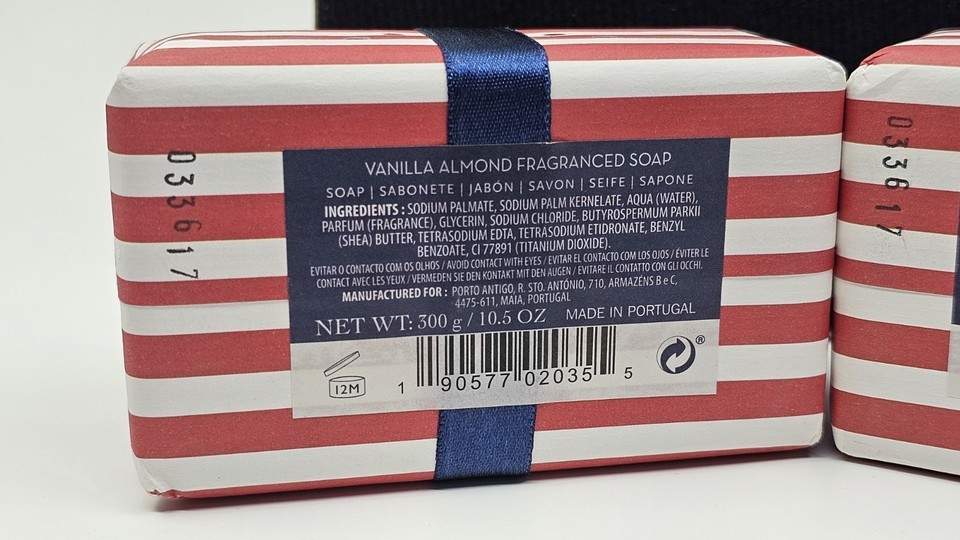 033617
VANILLA ALMOND FRAGRANCED SOAP
SOAP | SABONETE | JABÓN | SAVON | SEIFE | SAPONE
INGREDIENTS : SODIUM PALMATE, SODIUM PALM KERNELATE, AQUA (WATER),
PARFUM (FRAGRANCE), GLYCERIN, SODIUM CHLORIDE, BUTYROSPERMUM PARKII
(SHEA) BUTTER, TETRASODIUM EDTA, TETRASODIUM ETIDRONATE, BENZYL
BENZOATE, CI 77891 (TITANIUM DIOXIDE).
EVITAR O CONTACTO COM OS OLHOS / AVOID CONTACT WITH EYES / EVITAR EL CONTACTO COM LOS OJOS / ÉVITER LE
CONTACT AVEC LES YEUX / VERMEDEN SIE DEN KONTAKT MIT DEN AUGEN / EVITARE IL CONTATTO CON GLI OCCHI.
MANUFACTURED FOR : PORTO ANTIGO, R. STO. ANTÓNIO, 710, ARMAZÉNS B e C,
4475-611, MAIA, PORTUGAL
NET WT: 300 g / 10.5 OZ MADE IN PORTUGAL
12M
1 90577 02035 5
®
033617